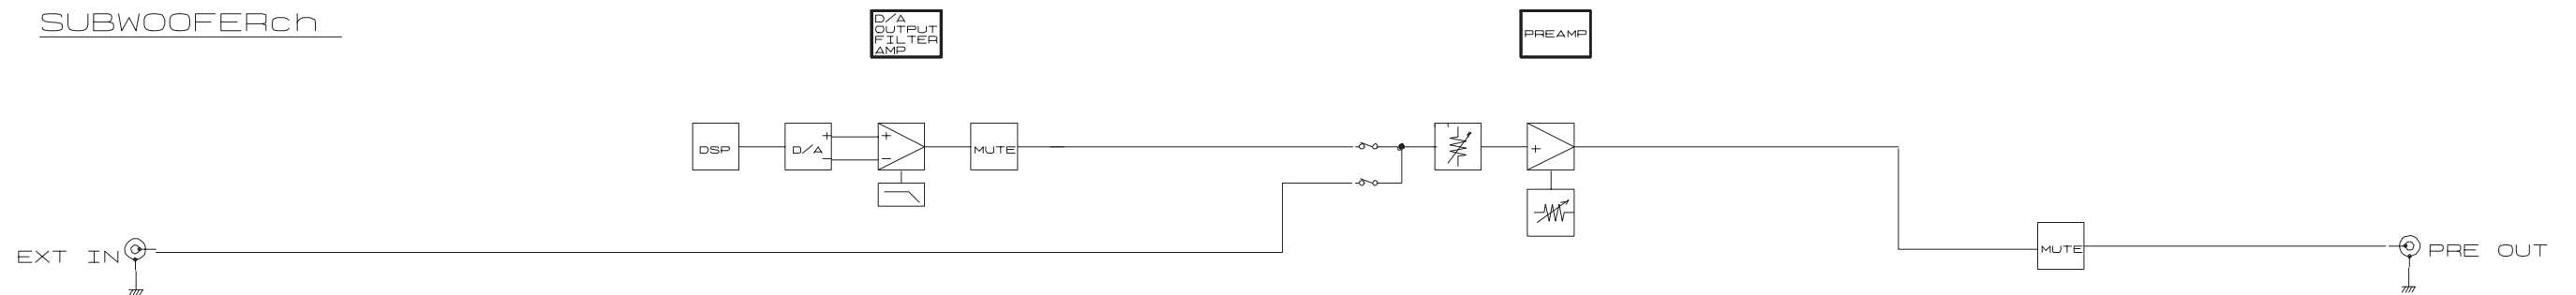 SUBWOOFERch
D/A
OUTPUT
FILTER
AMP
PREAMP
DSP
D/A
+
−
+
−
MUTE
+
EXT IN
MUTE
PRE OUT